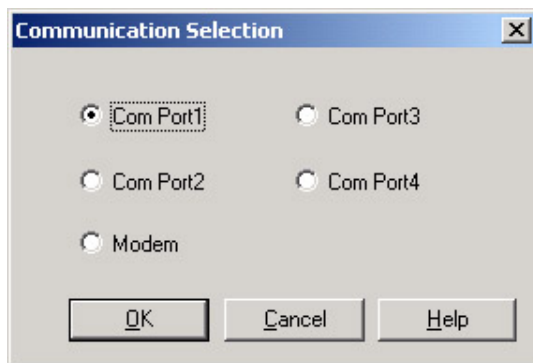 Communication Selection
Com Port1 Com Port3
Com Port2 Com Port4
Modem
OK Cancel Help